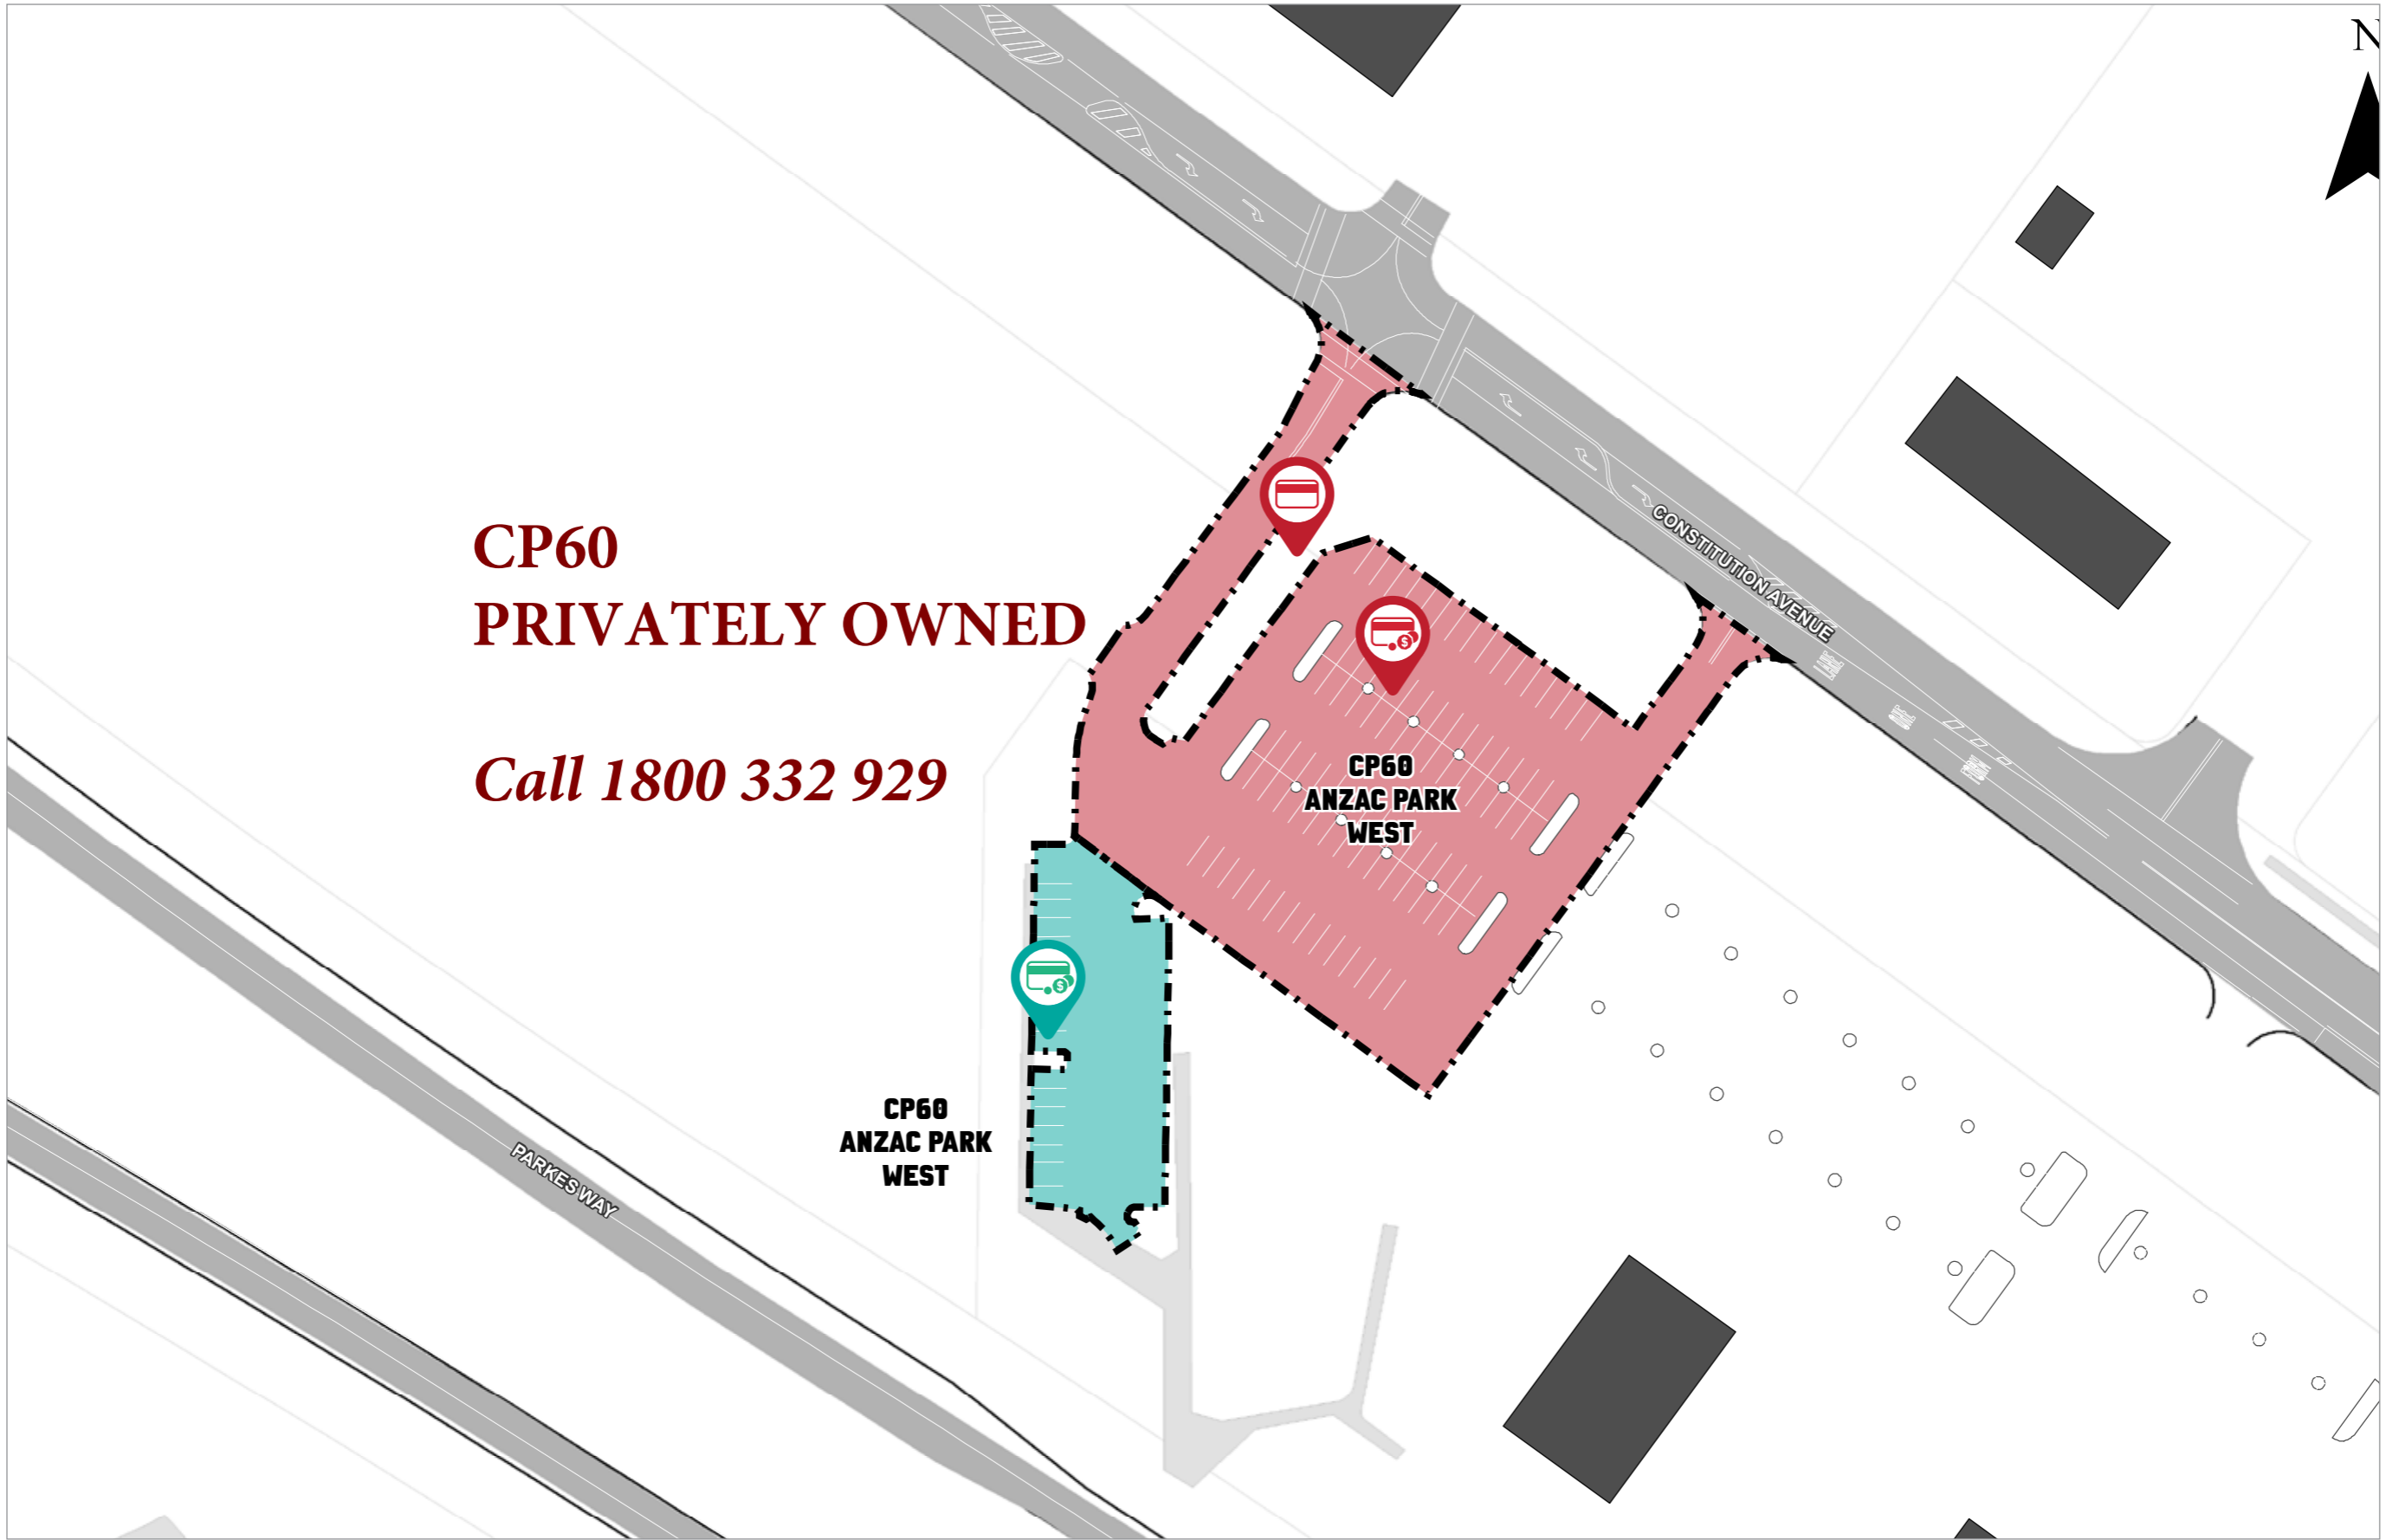 N
CONSTITUTION AVENUE
CP60
PRIVATELY OWNED
Call 1800 332 929
CP60
ANZAC PARK
WEST
CP60
ANZAC PARK
WEST
PARKES WAY